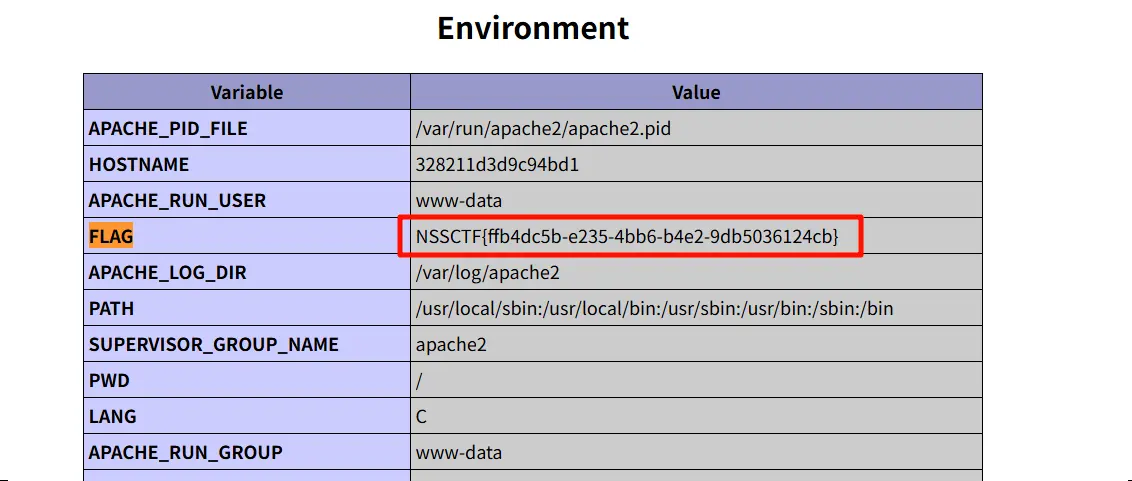 Environment
Variable Value
APACHE_PID_FILE /var/run/apache2/apache2.pid
HOSTNAME 328211d3d9c94bd1
APACHE_RUN_USER www-data
FLAG NSSCTF{ffb4dc5b-e235-4bb6-b4e2-9db5036124cb}
APACHE_LOG_DIR /var/log/apache2
PATH /usr/local/sbin:/usr/local/bin:/usr/sbin:/usr/bin:/sbin:/bin
SUPERVISOR_GROUP_NAME apache2
PWD /
LANG C
APACHE_RUN_GROUP www-data